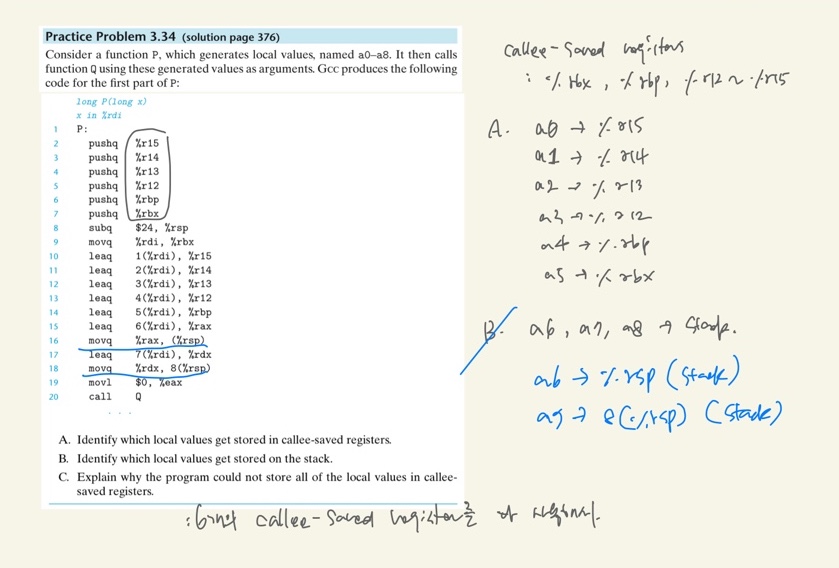 Practice Problem 3.34 (solution page 376)
Consider a function P, which generates local values, named a0–a8. It then calls
function Q using these generated values as arguments. GCC produces the following
code for the first part of P:
long P(long x)
x in %rdi
1 P:
2 pushq %r15
3 pushq %r14
4 pushq %r13
5 pushq %r12
6 pushq %rbp
7 pushq %rbx
8 subq $24, %rsp
9 movq %rdi, %rbx
10 leaq 1(%rdi), %r15
11 leaq 2(%rdi), %r14
12 leaq 3(%rdi), %r13
13 leaq 4(%rdi), %r12
14 leaq 5(%rdi), %rbp
15 leaq 6(%rdi), %rax
16 movq %rax, (%rsp)
17 leaq 7(%rdi), %rdx
18 movq %rdx, 8(%rsp)
19 movl $0, %eax
20 call Q
. . .
A. Identify which local values get stored in callee-saved registers.
B. Identify which local values get stored on the stack.
C. Explain why the program could not store all of the local values in callee-
saved registers.
: 6개의 callee-saved register를 다 사용해서.
callee-saved registers
: %rbx, %rbp, %r12 ~ %r15
A. a0 → %r15
a1 → %r14
a2 → %r13
a3 → %r12
a4 → %rbp
a5 → %rbx
B. a6, a7, a8 → stack.
a6 → %rsp (stack)
→ 8(%rsp) (stack)